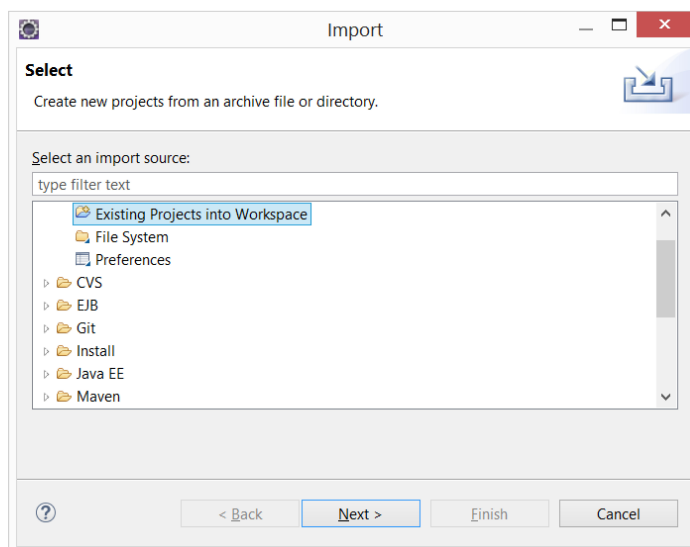 Import
Select
Create new projects from an archive file or directory.
Select an import source:
type filter text
Existing Projects into Workspace
File System
Preferences
CVS
EJB
Git
Install
Java EE
Maven
? < Back Next > Finish Cancel